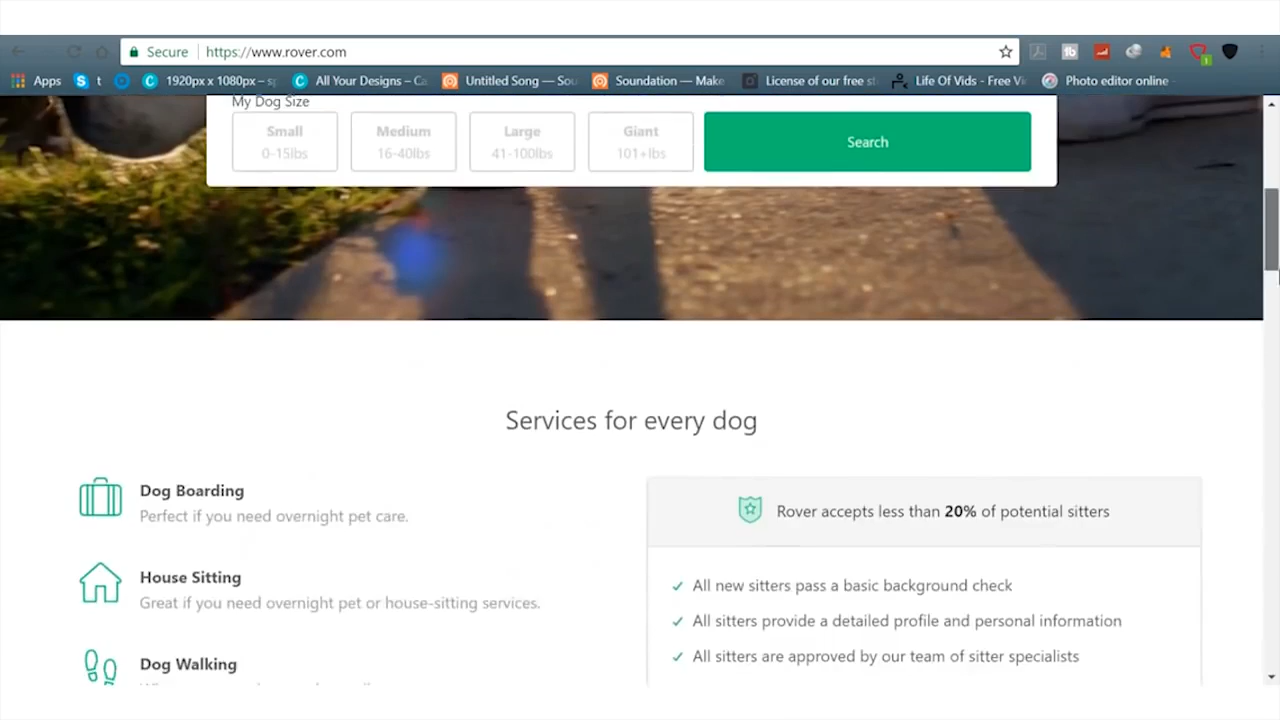 Secure https://www.rover.com
Apps t 1920px x 1080px – sp All Your Designs – Ca Untitled Song — Sou Soundation — Make License of our free st Life Of Vids - Free Vi Photo editor online
1
My Dog Size
Small Medium Large Giant
0-15lbs 16-40lbs 41-100lbs 101+lbs
Search
Services for every dog
Dog Boarding
Perfect if you need overnight pet care.
House Sitting
Great if you need overnight pet or house-sitting services.
Dog Walking
Rover accepts less than 20% of potential sitters
All new sitters pass a basic background check
All sitters provide a detailed profile and personal information
All sitters are approved by our team of sitter specialists